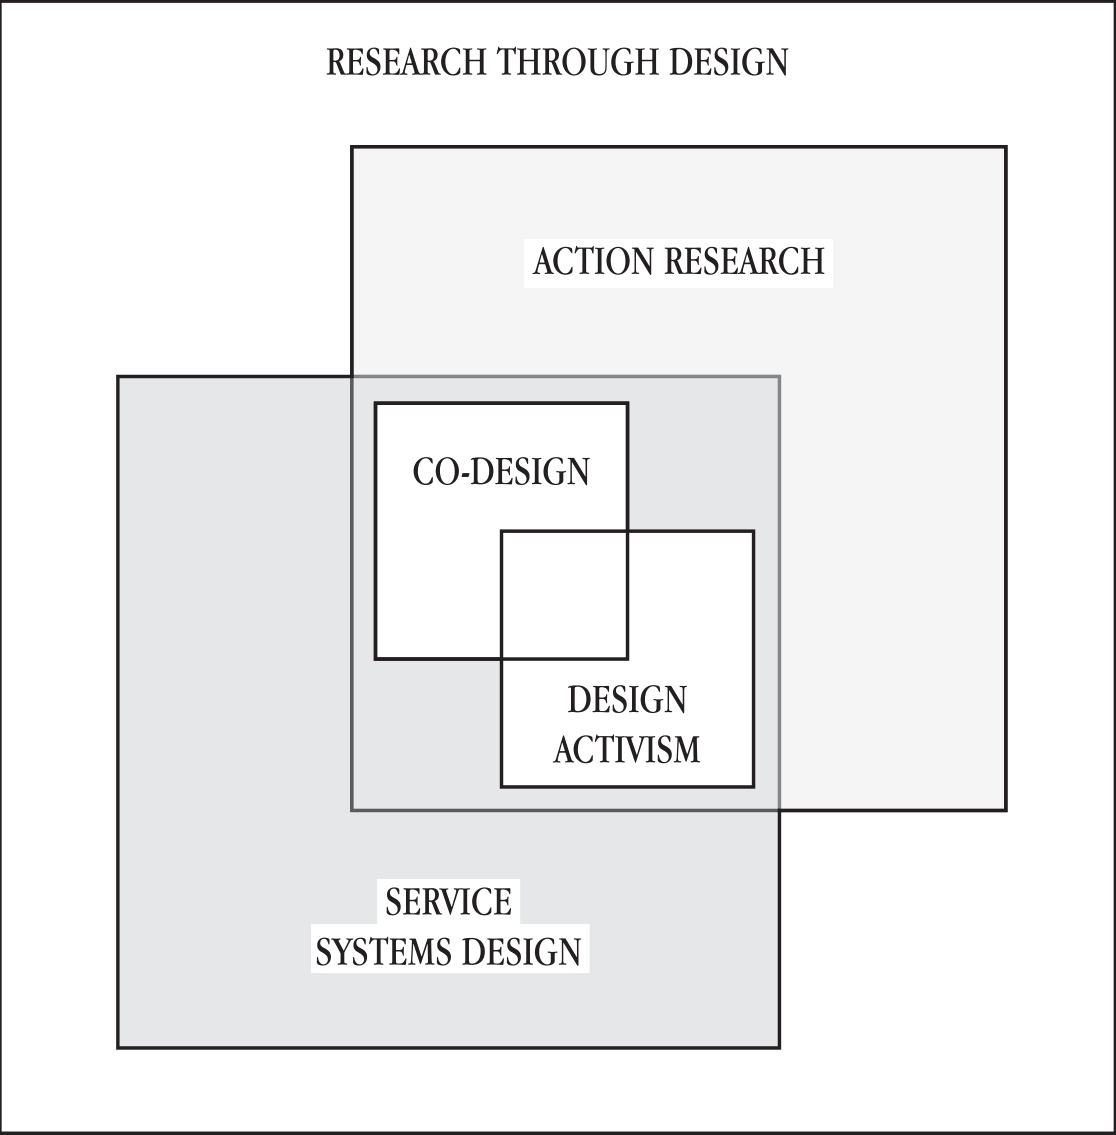 RESEARCH THROUGH DESIGN
ACTION RESEARCH
CO-DESIGN
DESIGN
ACTIVISM
SERVICE
SYSTEMS DESIGN